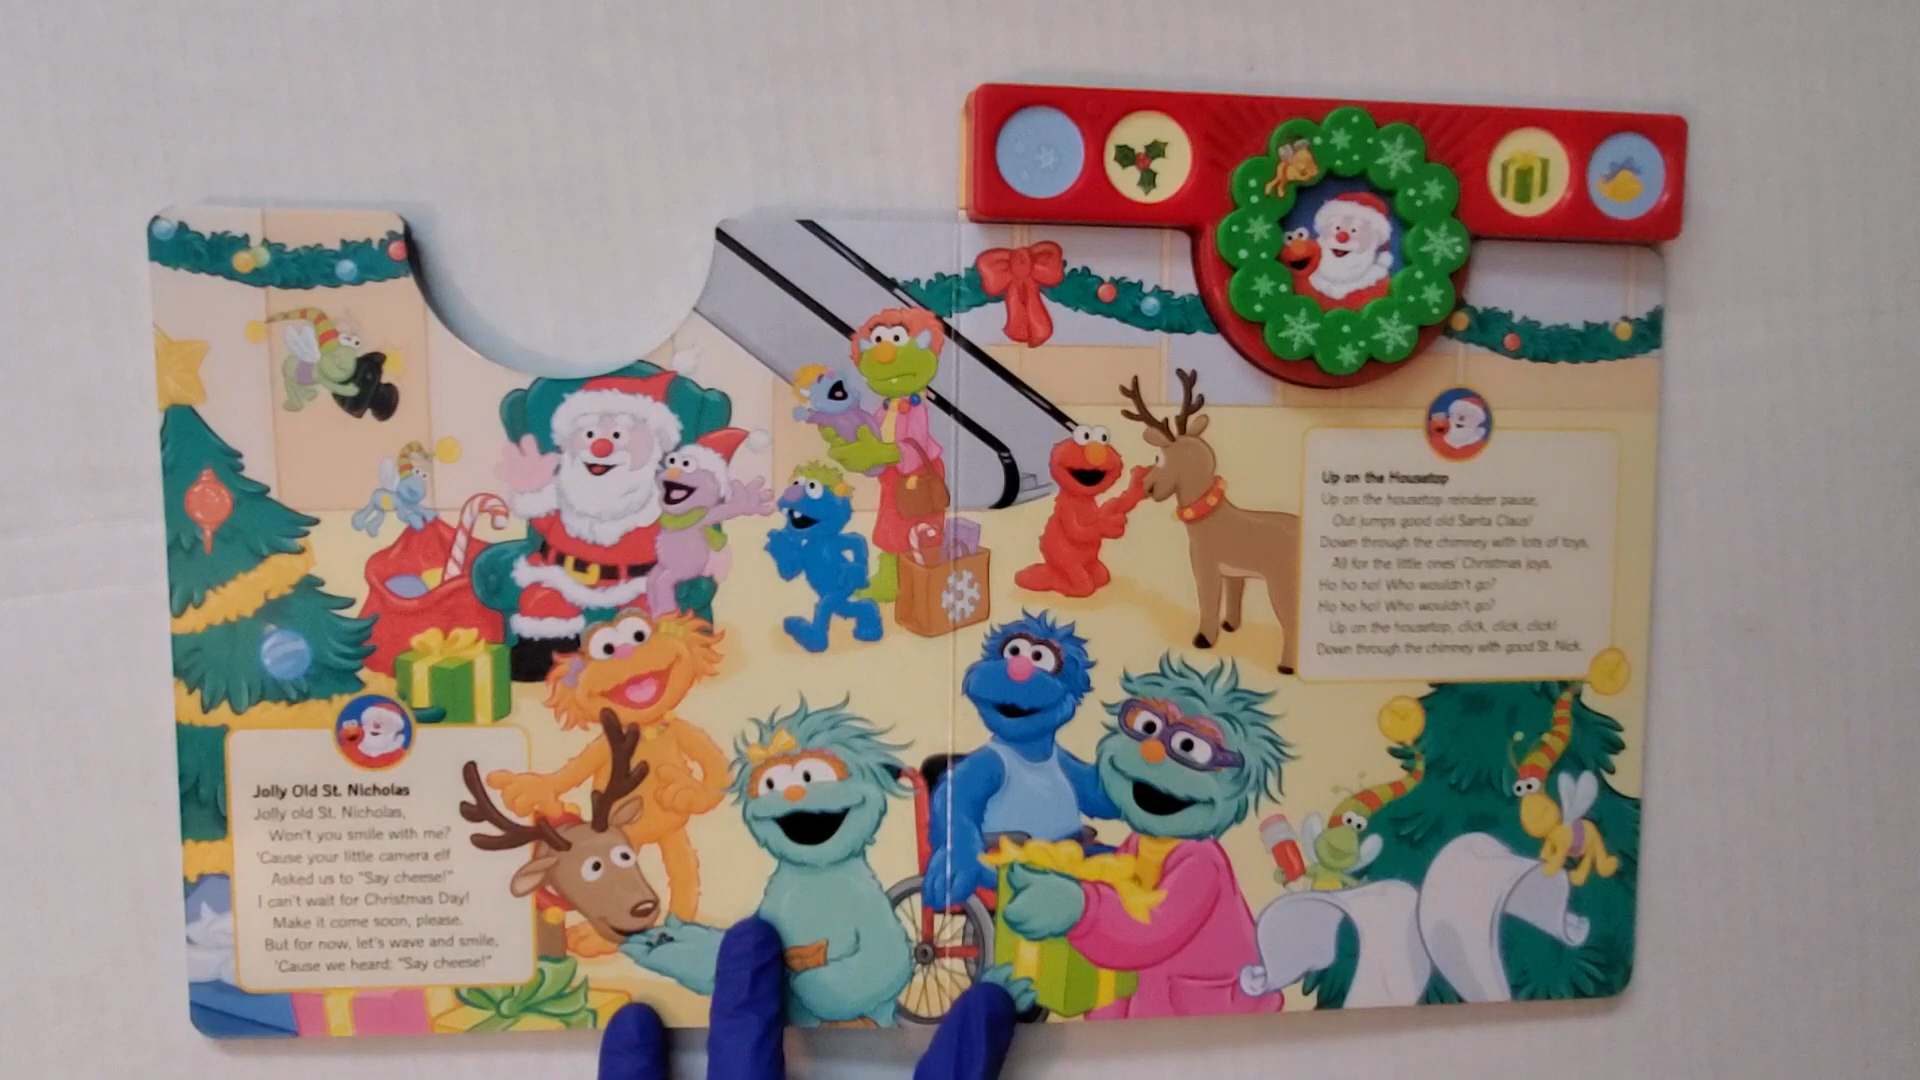 Jolly Old St. Nicholas
Jolly old St. Nicholas,
Won't you smile with me?
'Cause your little camera elf
Asked us to "Say cheese!"
I can't wait for Christmas Day!
Make it come soon, please.
But for now, let's wave and smile,
'Cause we heard: "Say cheese!"
Up on the Housetop
Up on the housetop reindeer pause,
Out jumps good old Santa Claus!
Down through the chimney with lots of toys,
All for the little ones' Christmas joys.
Ho ho ho! Who wouldn't go?
Ho ho ho! Who wouldn't go?
Up on the housetop, click, click, click!
Down through the chimney with good St. Nick.